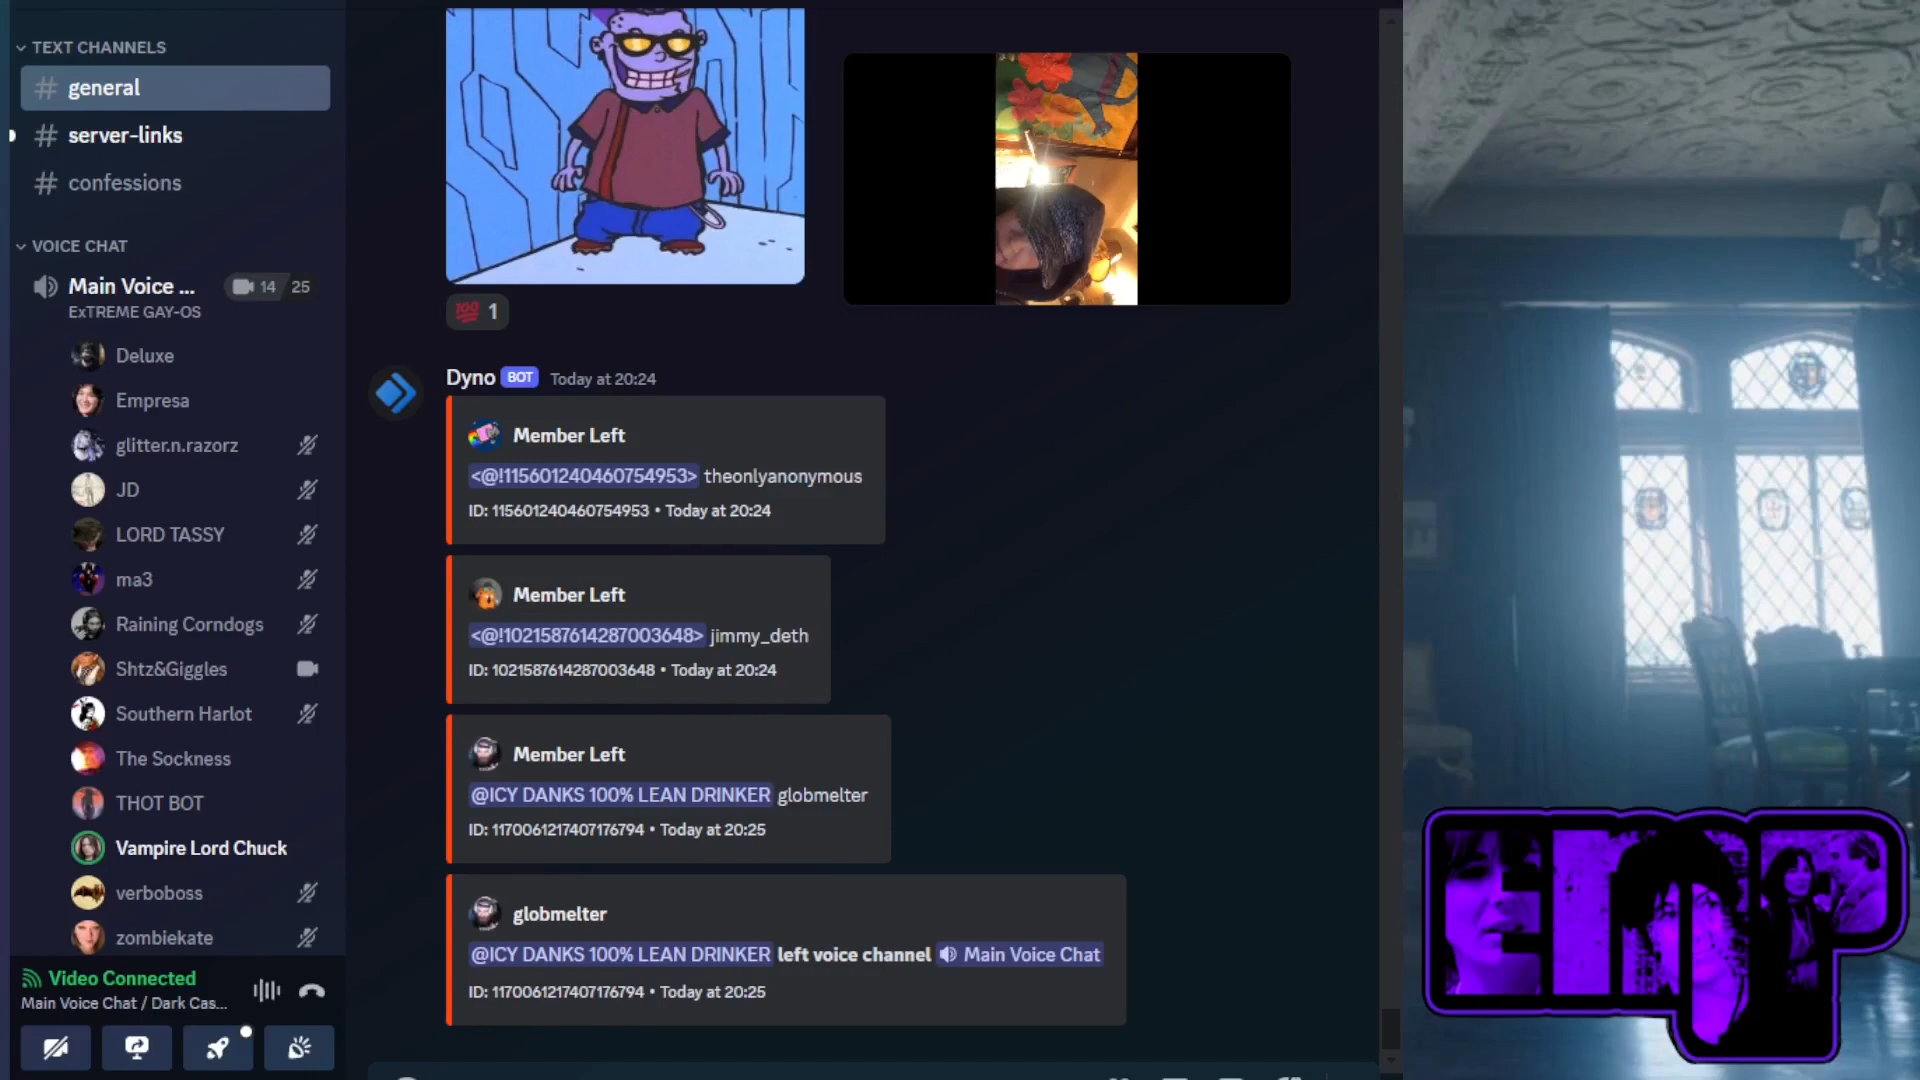 TEXT CHANNELS
general
server-links
confessions
VOICE CHAT
Main Voice ...
14 25
ExTREME GAY-OS
Deluxe
Empresa
glitter.n.razorz
JD
LORD TASSY
ma3
Raining Corndogs
Shtz&Giggles
Southern Harlot
The Sockness
THOT BOT
Vampire Lord Chuck
verboboss
zombiekate
Video Connected
Main Voice Chat / Dark Cas...
100 1
Dyno BOT Today at 20:24
Member Left
<@!115601240460754953> theonlyanonymous
ID: 115601240460754953 • Today at 20:24
Member Left
<@!1021587614287003648> jimmy_deth
ID: 1021587614287003648 • Today at 20:24
Member Left
@ICY DANKS 100% LEAN DRINKER globmelter
ID: 1170061217407176794 • Today at 20:25
globmelter
@ICY DANKS 100% LEAN DRINKER left voice channel Main Voice Chat
ID: 1170061217407176794 • Today at 20:25
EMP